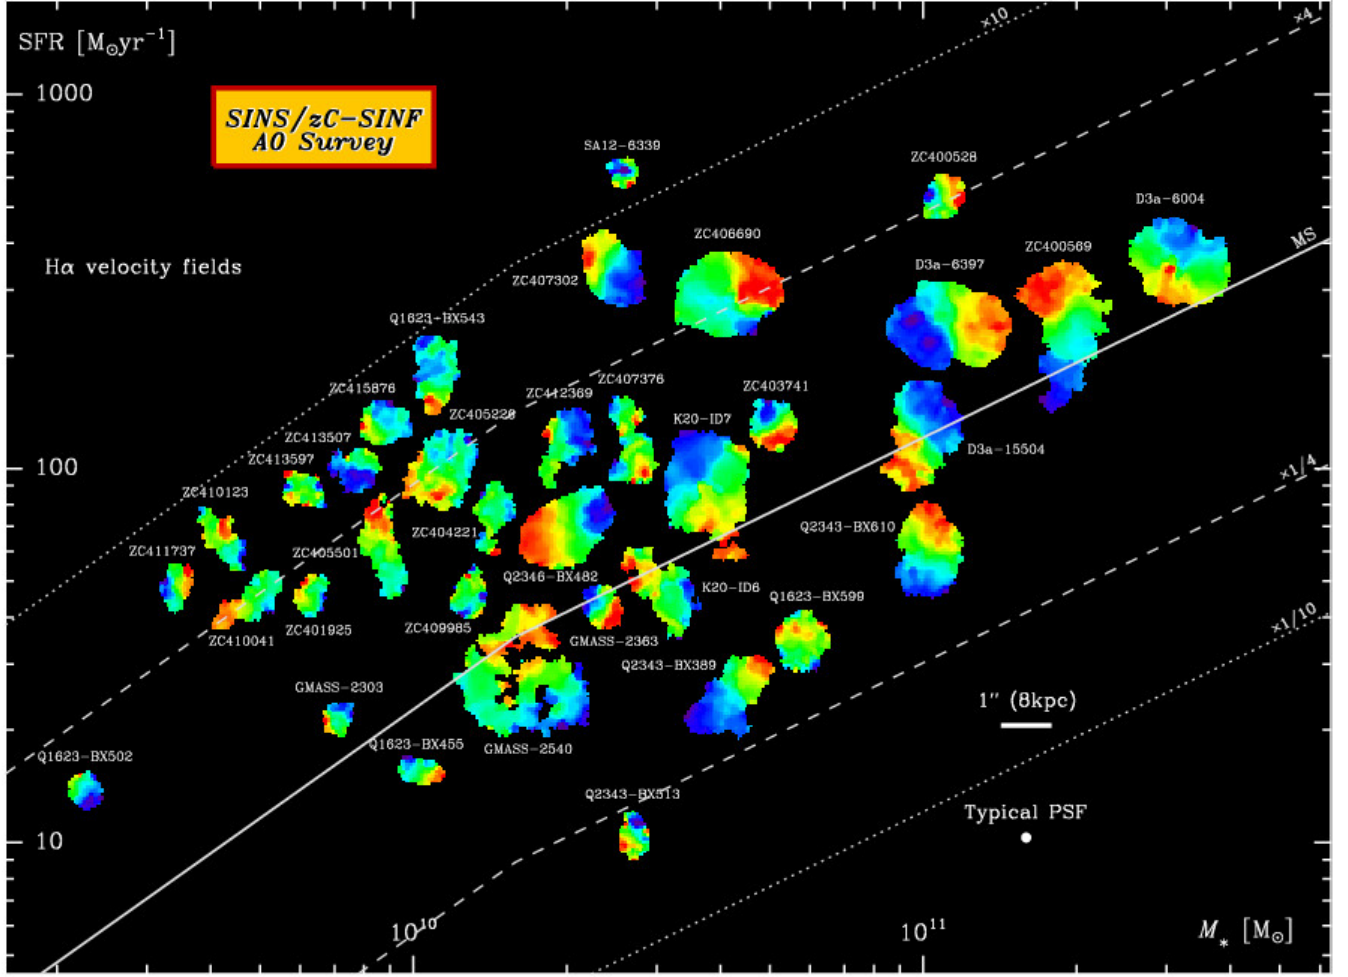 ×10
×4
SFR [M⊙yr⁻¹]
1000
SINS/zC-SINF
AO Survey
SA12-6339
ZC400528
D3a-6004
ZC406690
MS
ZC400569
Hα velocity fields
D3a-6397
ZC407302
Q1623-BX543
ZC415876
ZC407376
ZC412369
ZC403741
ZC405226
K20-ID7
ZC413507
D3a-15504
ZC413597
100
×1/4
ZC410123
Q2343-BX610
ZC404221
ZC411737
ZC405501
Q2346-BX482
K20-ID6
Q1623-BX599
ZC401925
ZC409985
×1/10
ZC410041
GMASS-2363
Q2343-BX389
GMASS-2303
1″ (8kpc)
Q1623-BX455
GMASS-2540
Q1623-BX502
Q2343-BX513
Typical PSF
10
10¹⁰
10¹¹
M* [M⊙]